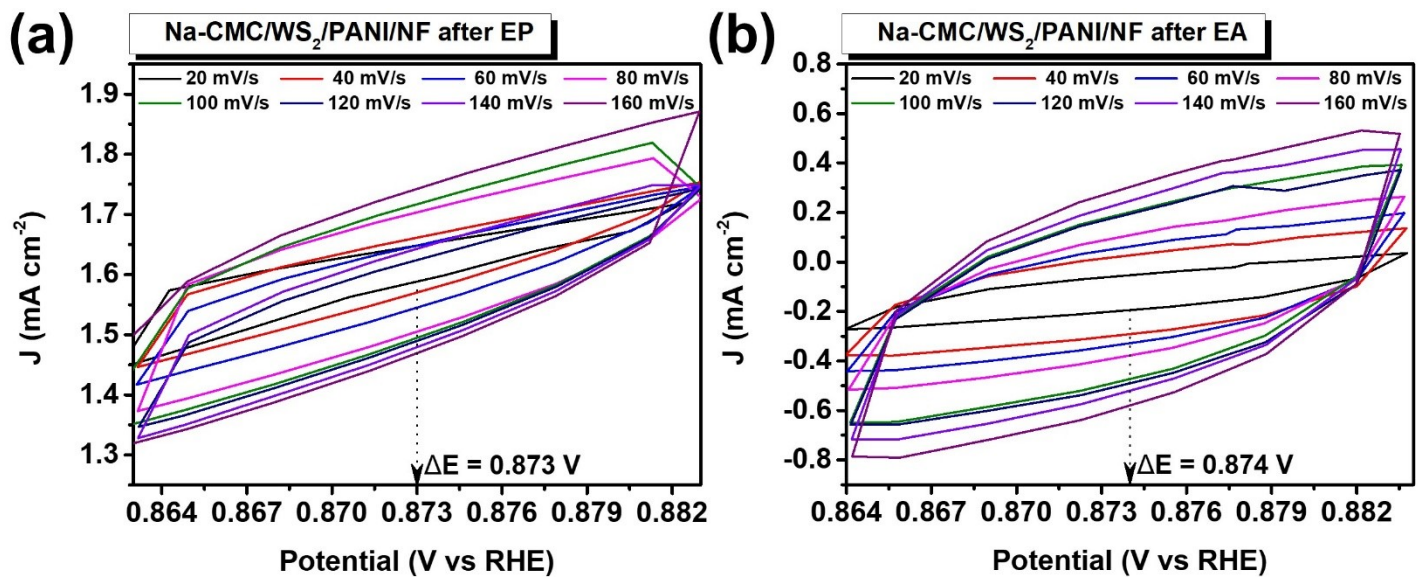 (a)
Na-CMC/WS₂/PANI/NF after EP
20 mV/s 40 mV/s 60 mV/s 80 mV/s
100 mV/s 120 mV/s 140 mV/s 160 mV/s
1.9
1.8
1.7
1.6
1.5
1.4
1.3
J (mA cm⁻²)
ΔE = 0.873 V
0.864 0.867 0.870 0.873 0.876 0.879 0.882
Potential (V vs RHE)
(b)
Na-CMC/WS₂/PANI/NF after EA
20 mV/s 40 mV/s 60 mV/s 80 mV/s
100 mV/s 120 mV/s 140 mV/s 160 mV/s
0.8
0.6
0.4
0.2
0.0
-0.2
-0.4
-0.6
-0.8
J (mA cm⁻²)
ΔE = 0.874 V
0.864 0.867 0.870 0.873 0.876 0.879 0.882
Potential (V vs RHE)